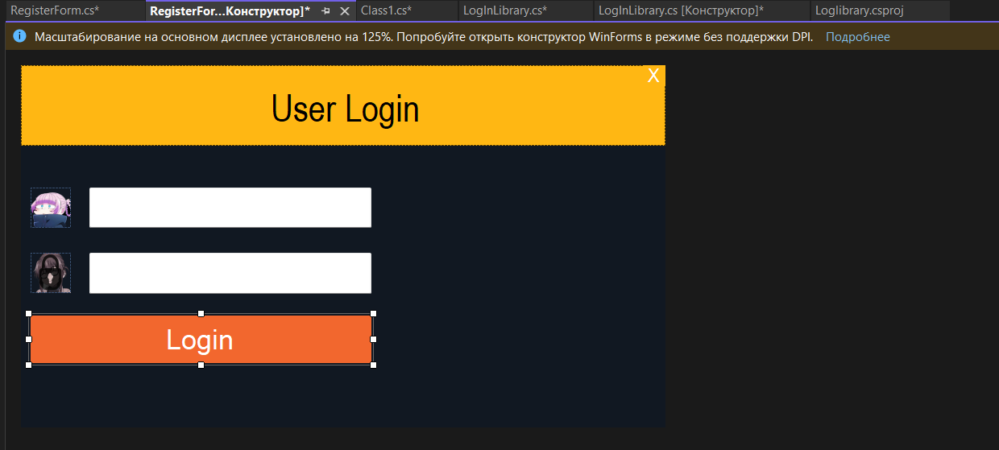 RegisterForm.cs* RegisterFor...Конструктор]* Class1.cs* LogInLibrary.cs* LogInLibrary.cs [Конструктор]* Loglibrary.csproj
Масштабирование на основном дисплее установлено на 125%. Попробуйте открыть конструктор WinForms в режиме без поддержки DPI. Подробнее
X
User Login
Login